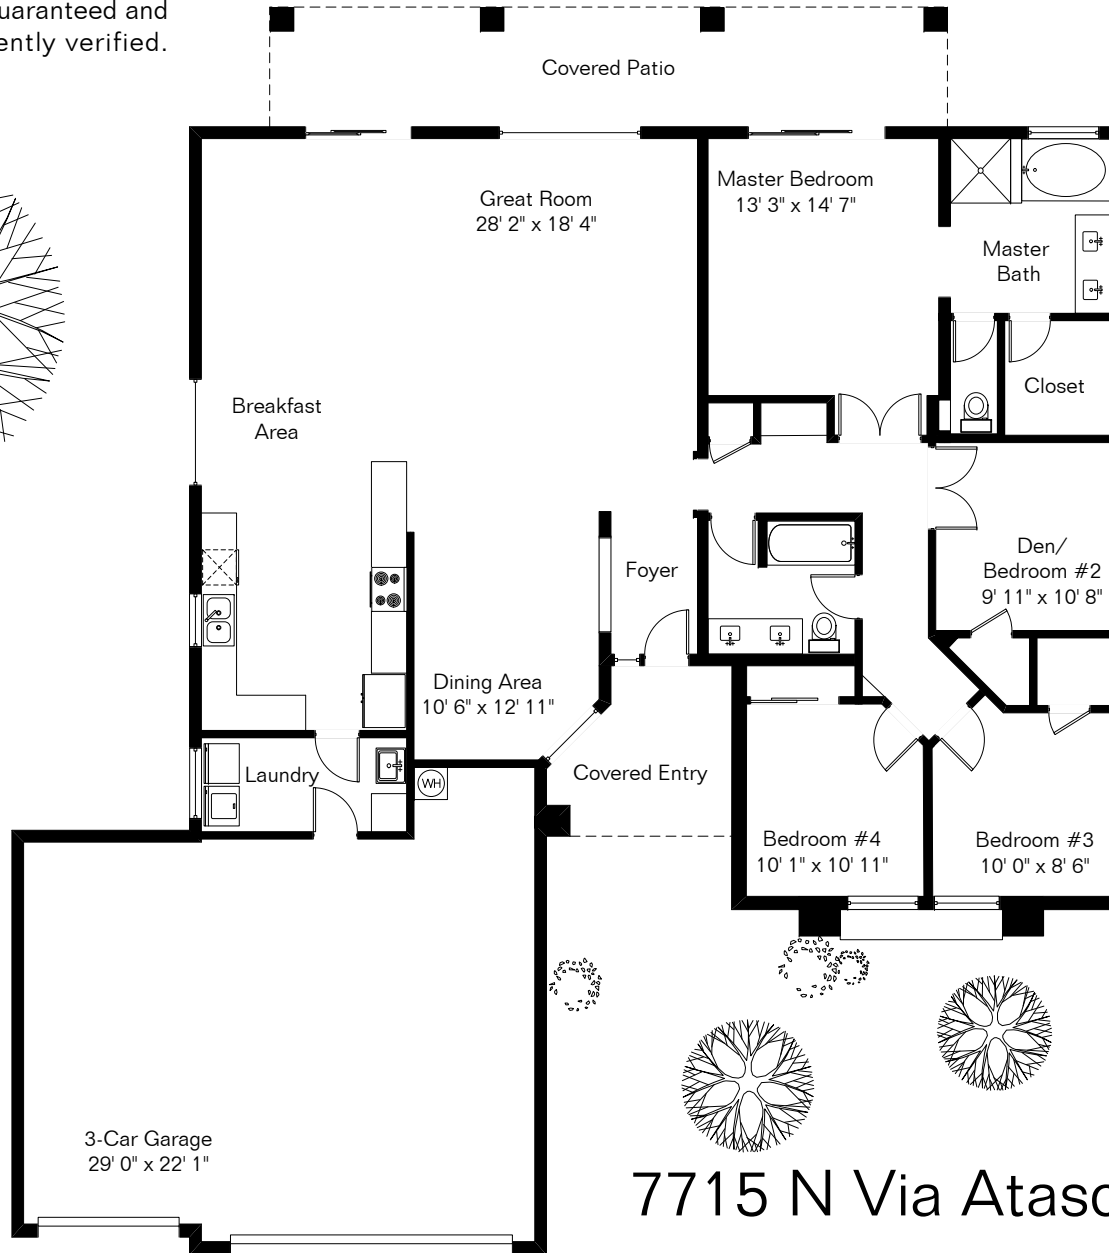 uaranteed and
ently verified.
Covered Patio
Great Room
28' 2" x 18' 4"
Master Bedroom
13' 3" x 14' 7"
Master
Bath
Closet
Breakfast
Area
Foyer
Den/
Bedroom #2
9' 11" x 10' 8"
Dining Area
10' 6" x 12' 11"
Laundry
WH
Covered Entry
Bedroom #4
10' 1" x 10' 11"
Bedroom #3
10' 0" x 8' 6"
3-Car Garage
29' 0" x 22' 1"
7715 N Via Atasc